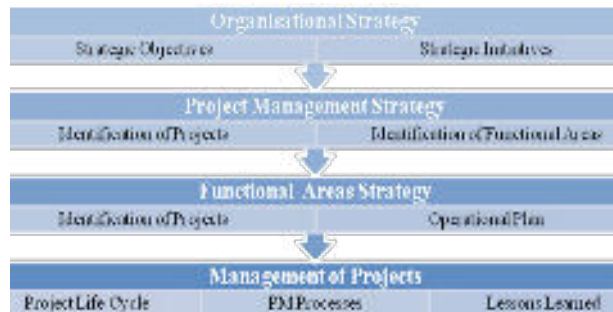 Organisational Strategy
Strategic Objectives Strategic Initiatives
Project Management Strategy
Identification of Projects Identification of Functional Areas
Functional Areas Strategy
Identification of Projects Operational Plan
Management of Projects
Project Life Cycle PM Processes Lessons Learned